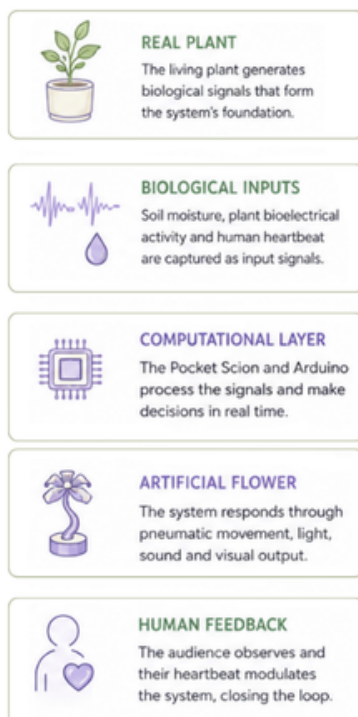 REAL PLANT
The living plant generates
biological signals that form
the system's foundation.
BIOLOGICAL INPUTS
Soil moisture, plant bioelectrical
activity and human heartbeat
are captured as input signals.
COMPUTATIONAL LAYER
The Pocket Scion and Arduino
process the signals and make
decisions in real time.
ARTIFICIAL FLOWER
The system responds through
pneumatic movement, light,
sound and visual output.
HUMAN FEEDBACK
The audience observes and
their heartbeat modulates
the system, closing the loop.